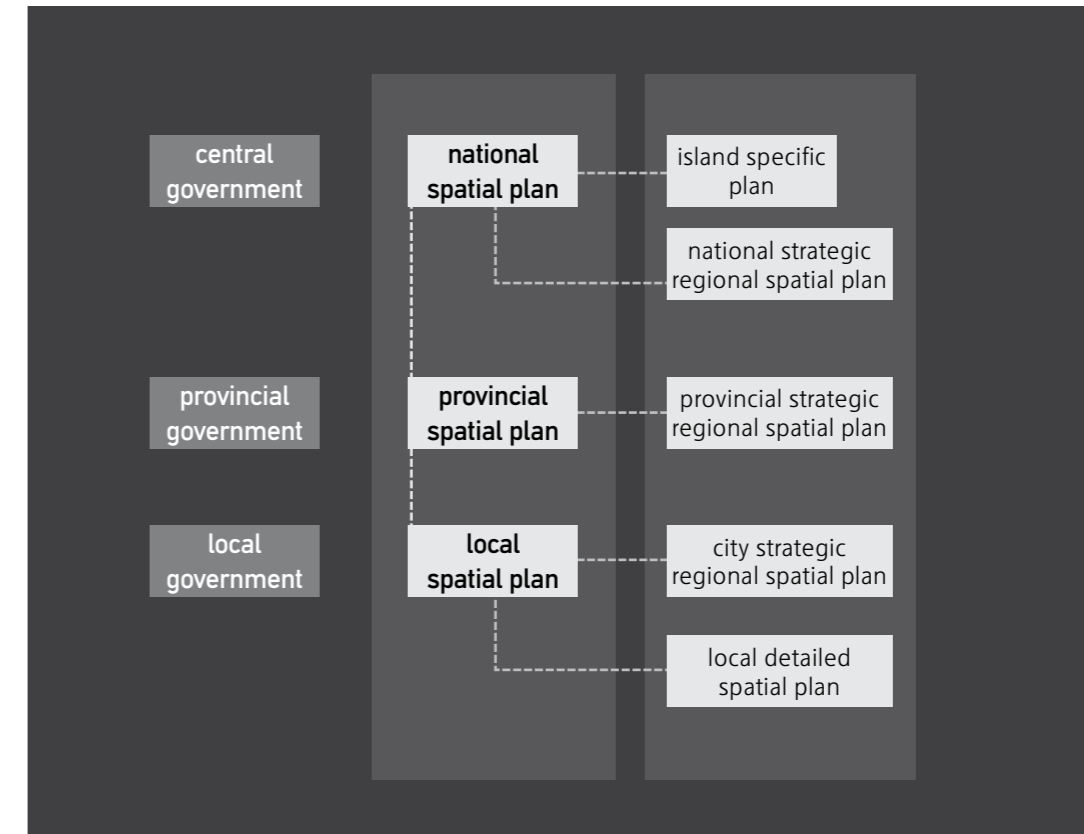 central
government
national
spatial plan
island specific
plan
national strategic
regional spatial plan
provincial
government
provincial
spatial plan
provincial strategic
regional spatial plan
local
government
local
spatial plan
city strategic
regional spatial plan
local detailed
spatial plan